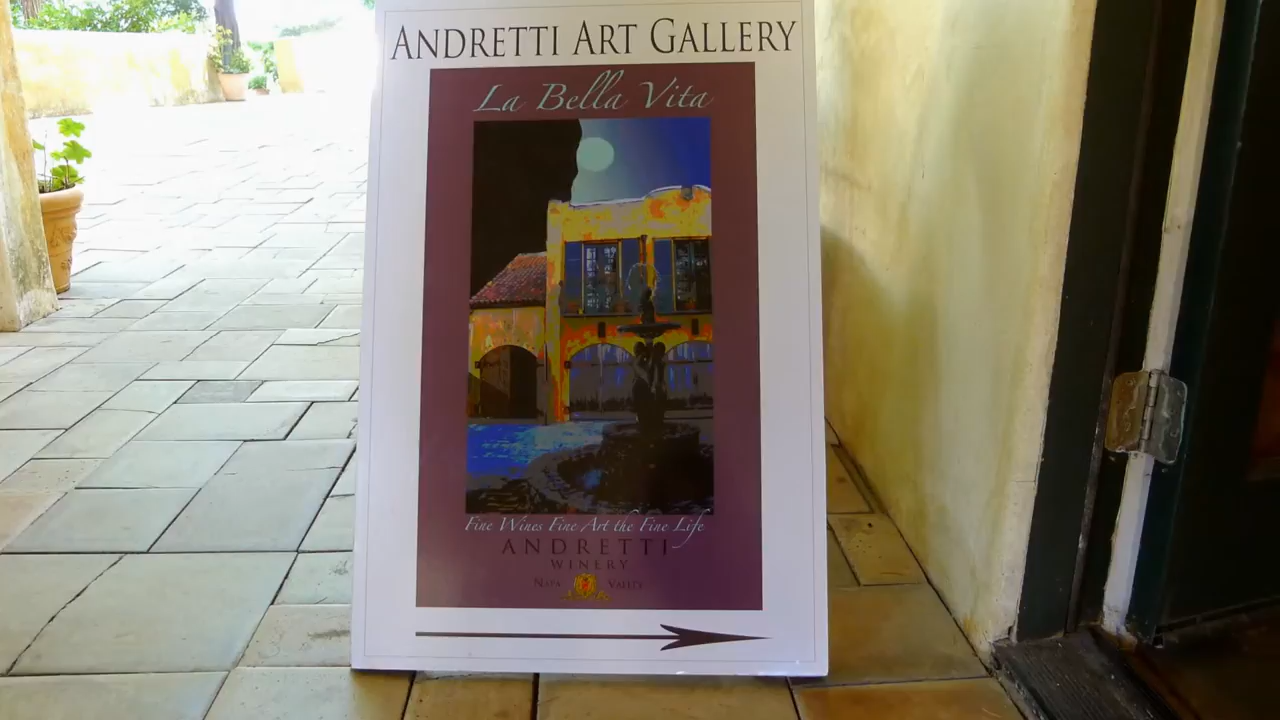 ANDRETTI ART GALLERY
La Bella Vita
Fine Wines Fine Art the Fine Life
ANDRETTI
WINERY
NAPA VALLEY